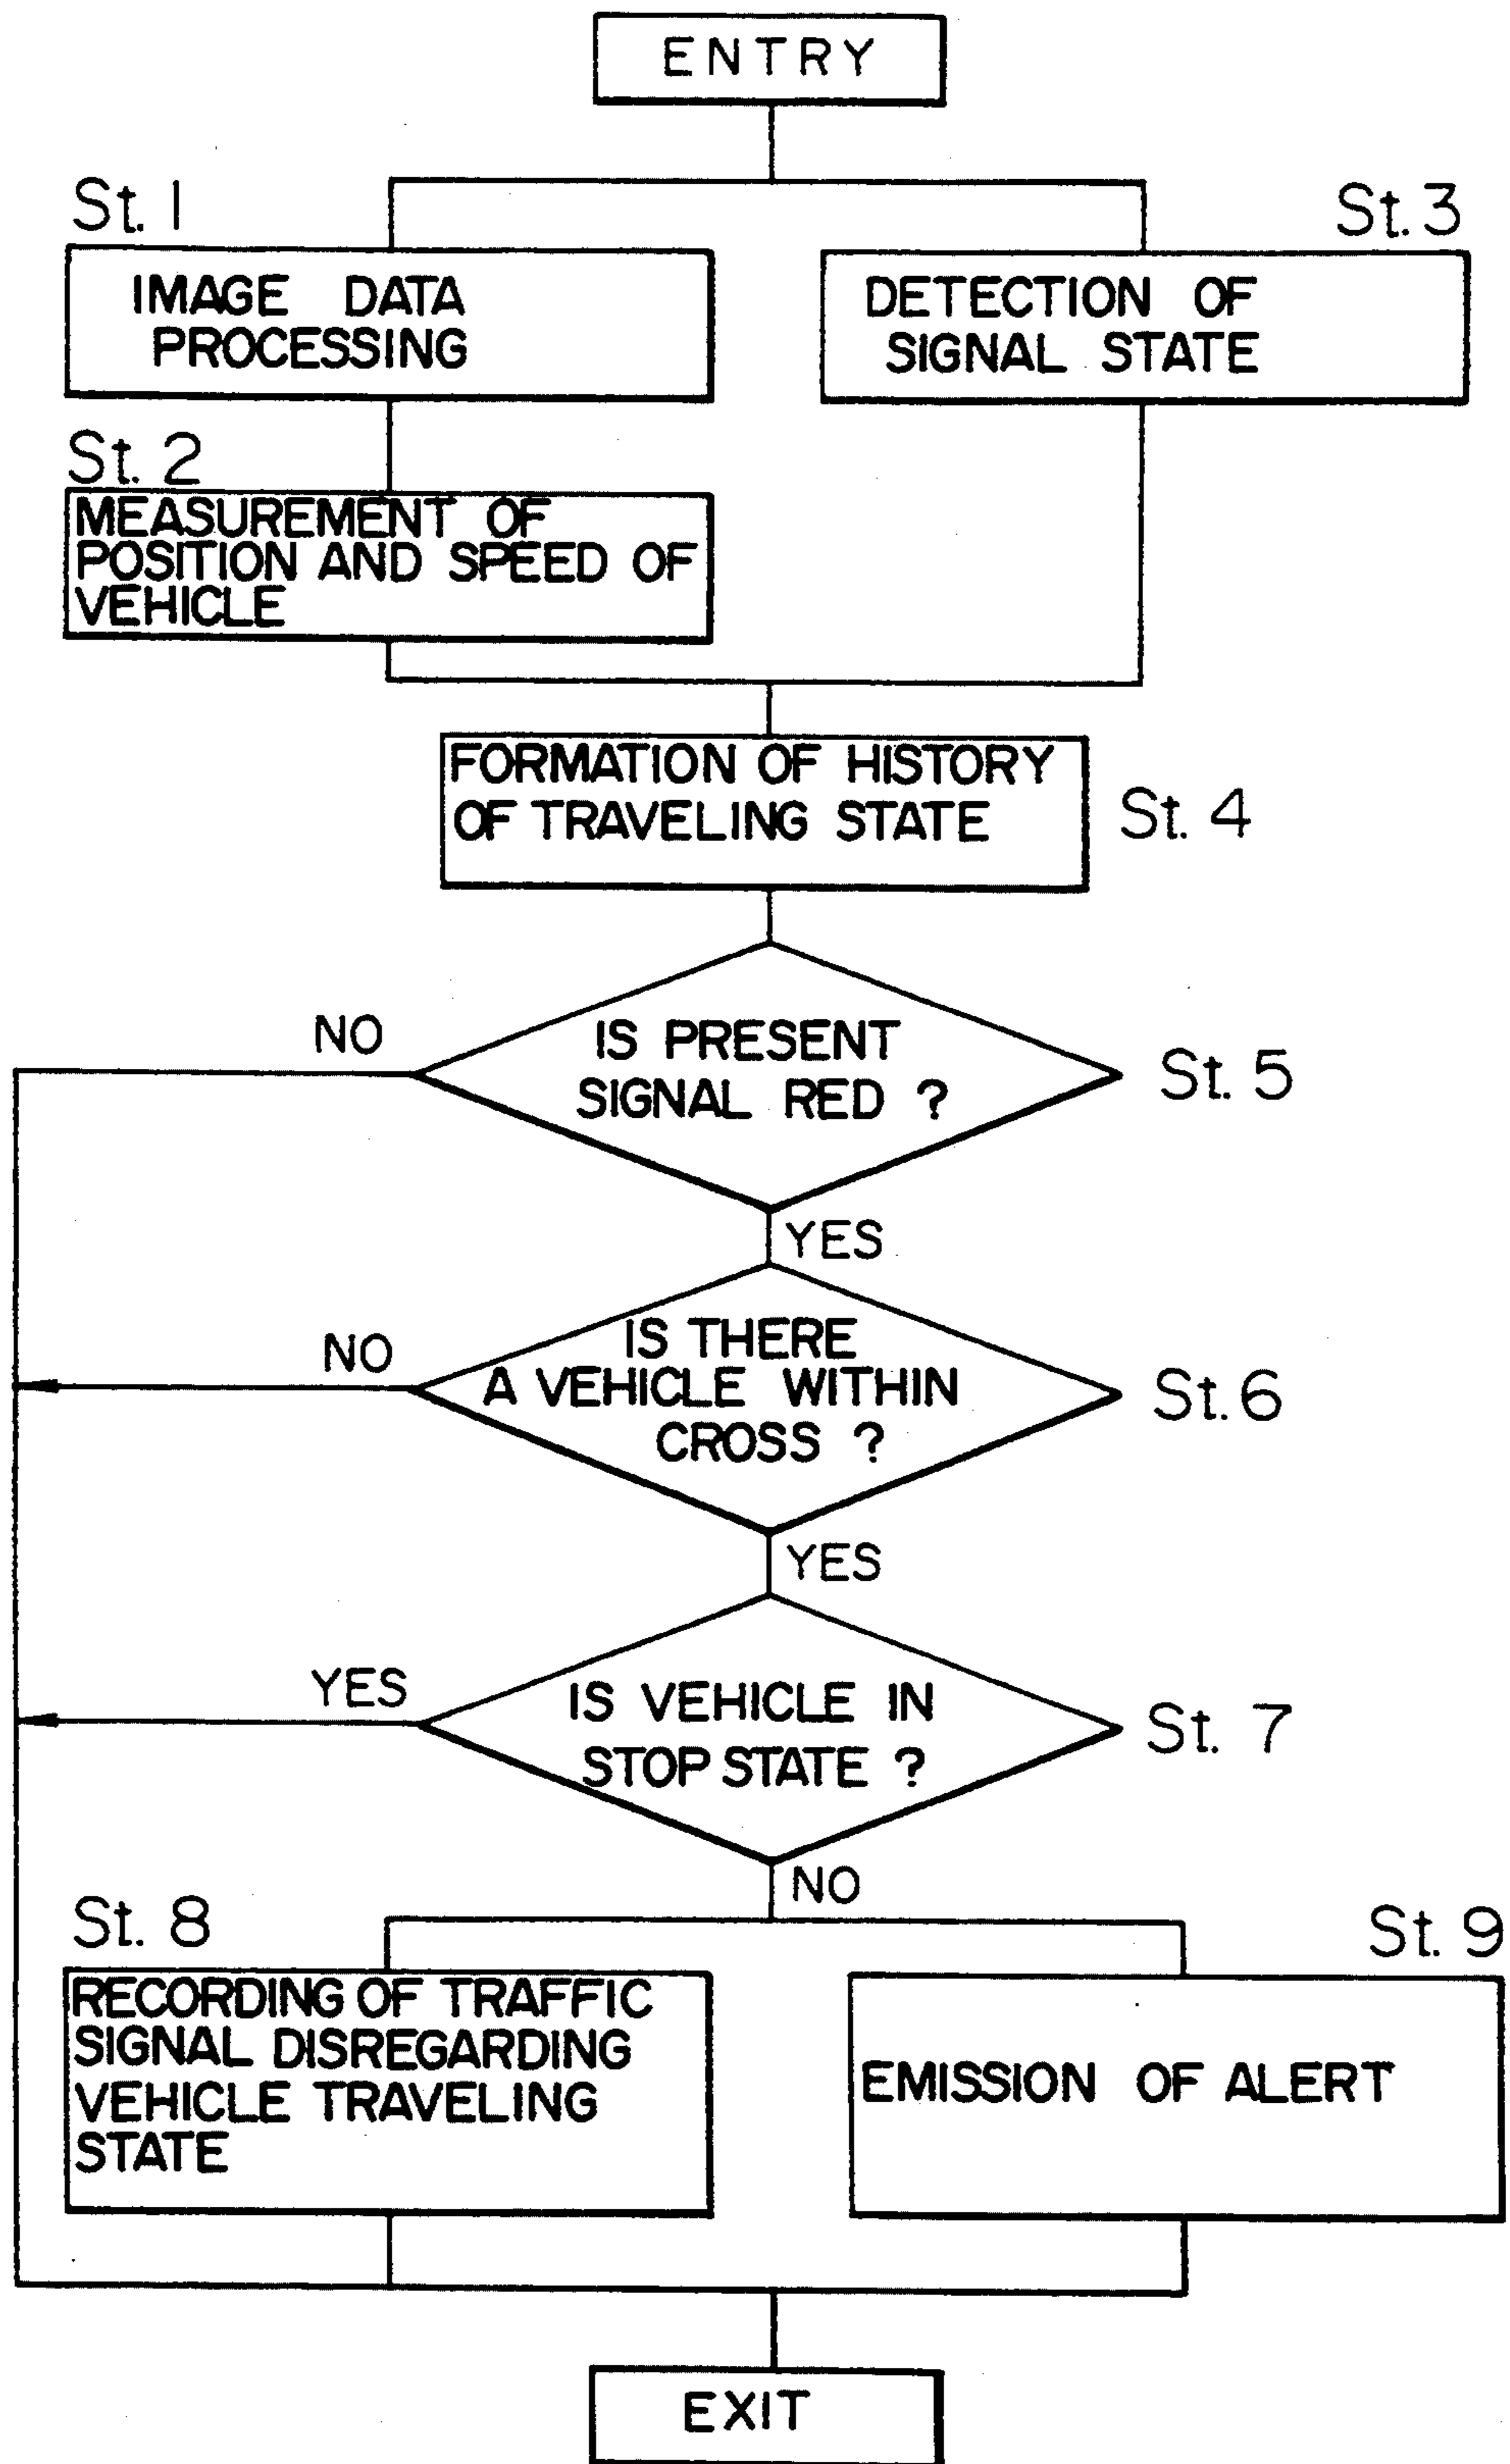 ENTRY
St. 1
St. 3
IMAGE DATA
PROCESSING
DETECTION OF
SIGNAL STATE
St. 2
MEASUREMENT OF
POSITION AND SPEED OF
VEHICLE
FORMATION OF HISTORY
OF TRAVELING STATE
St. 4
NO
IS PRESENT
SIGNAL RED ?
St. 5
YES
NO
IS THERE
A VEHICLE WITHIN
CROSS ?
St. 6
YES
YES
IS VEHICLE IN
STOP STATE ?
St. 7
NO
St. 8
St. 9
RECORDING OF TRAFFIC
SIGNAL DISREGARDING
VEHICLE TRAVELING
STATE
EMISSION OF ALERT
EXIT